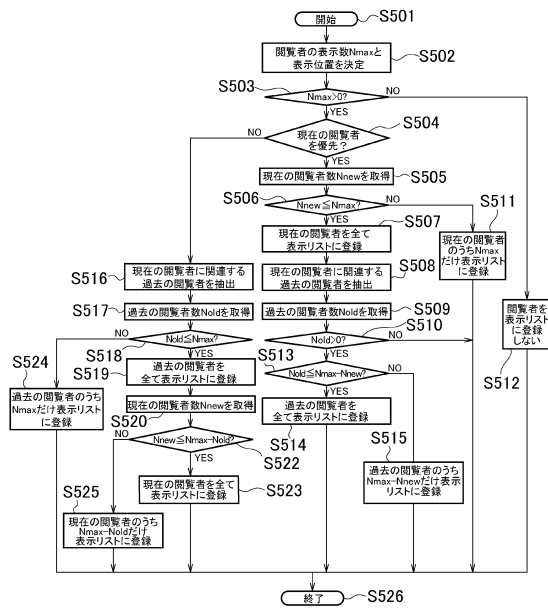 開始
S501
閲覧者の表示数Nmaxと
表示位置を決定
S502
S503
Nmax>0?
NO
YES
S504
現在の閲覧者
を優先？
NO
YES
現在の閲覧者数Nnewを取得
S505
S506
Nnew≦Nmax?
NO
YES
S507
S511
現在の閲覧者を全て
表示リストに登録
現在の閲覧者
のうちNmax
だけ表示リス
トに登録
S516
現在の閲覧者に関連する
過去の閲覧者を抽出
現在の閲覧者に関連する
過去の閲覧者を抽出
S508
S517
過去の閲覧者数Noldを取得
過去の閲覧者数Noldを取得
S509
S510
閲覧者を
表示リスト
に登録
しない
S512
NO
Nold≦Nmax?
S518
YES
Nold>0?
NO
YES
S513
S524
S519
過去の閲覧者を
全て表示リストに登録
Nold≦Nmax−Nnew?
NO
YES
過去の閲覧者のうち
Nmaxだけ表示リスト
に登録
現在の閲覧者数Nnewを取得
S520
過去の閲覧者を
全て表示リストに登録
S514
S515
NO
Nnew≦Nmax−Nold?
S522
YES
過去の閲覧者のうち
Nmax−Nnewだけ表示
リストに登録
現在の閲覧者を全て
表示リストに登録
S523
S525
現在の閲覧者のうち
Nmax−Noldだけ
表示リストに登録
終了
S526